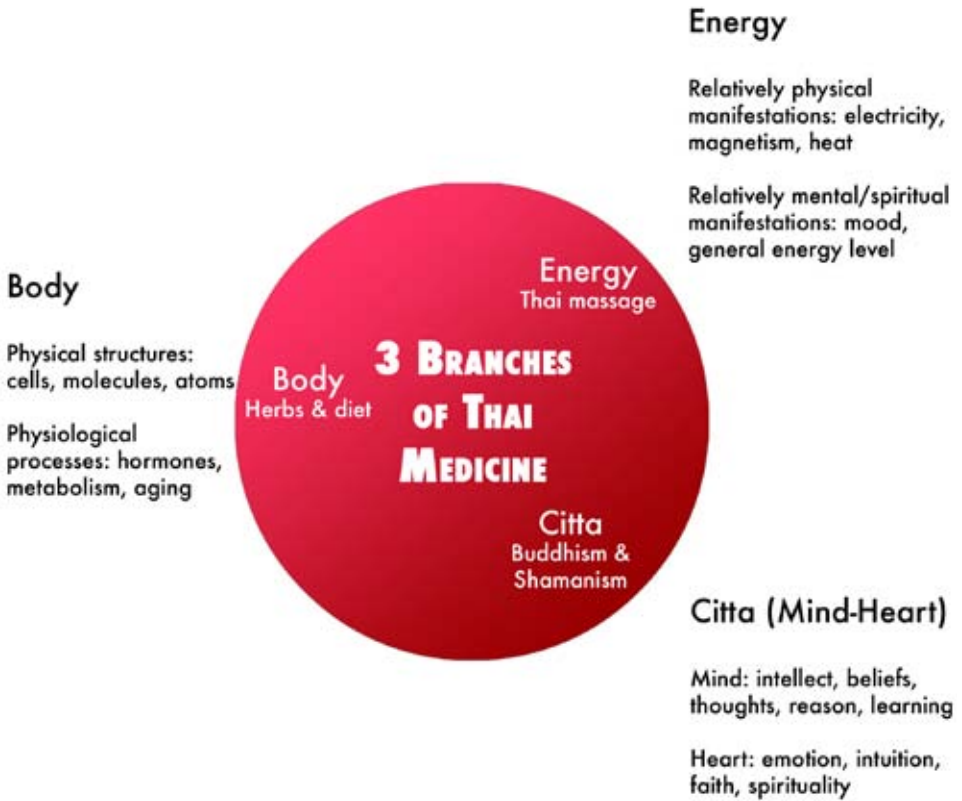 Energy
Relatively physical
manifestations: electricity,
magnetism, heat
Relatively mental/spiritual
manifestations: mood,
general energy level
Body
Physical structures:
cells, molecules, atoms
Physiological
processes: hormones,
metabolism, aging
3 BRANCHES
OF THAI
MEDICINE
Energy
Thai massage
Body
Herbs & diet
Citta
Buddhism &
Shamanism
Citta (Mind-Heart)
Mind: intellect, beliefs,
thoughts, reason, learning
Heart: emotion, intuition,
faith, spirituality